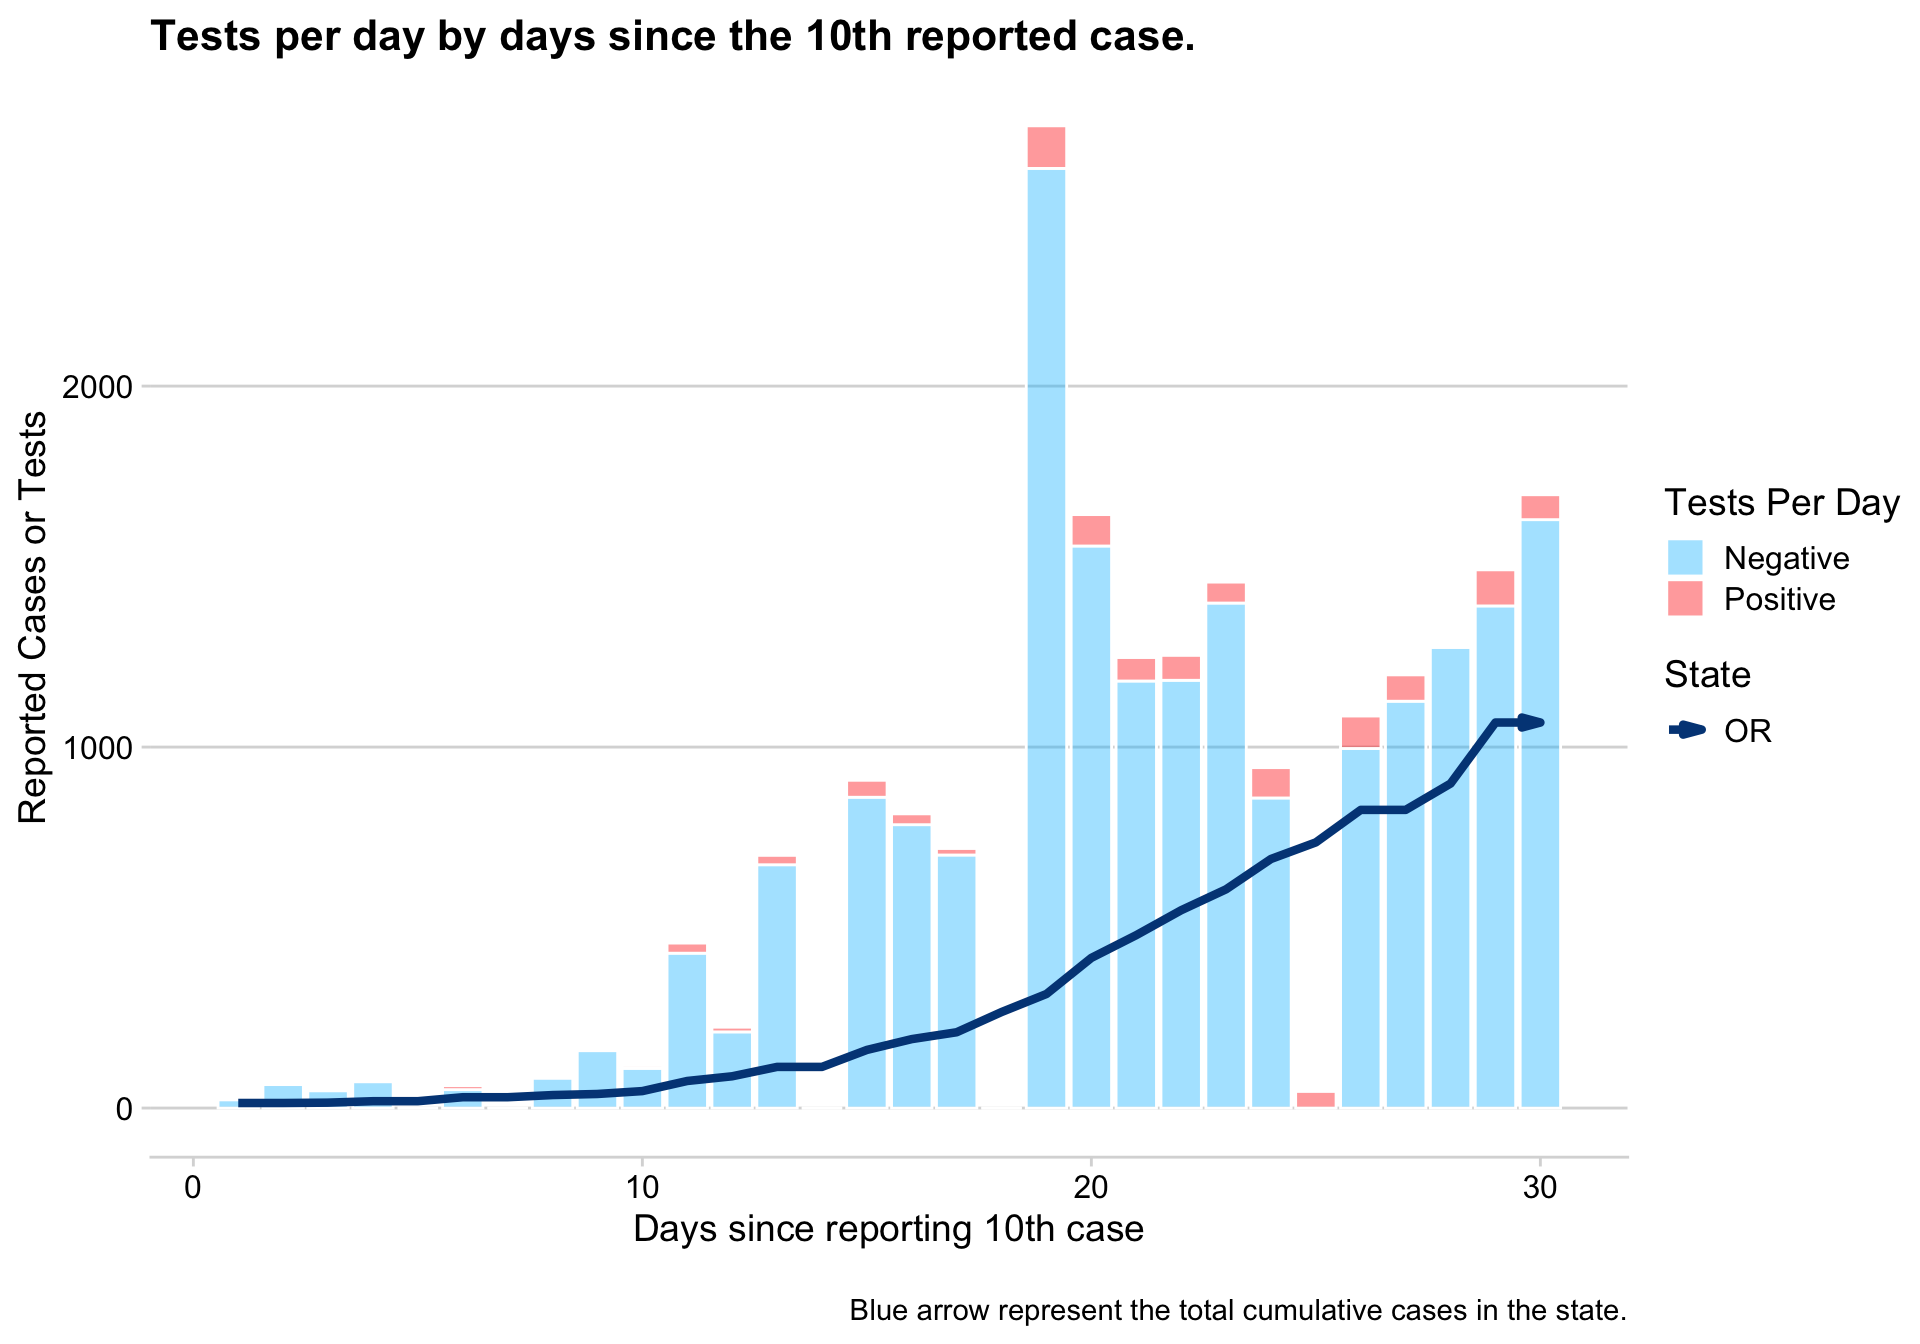 Tests per day by days since the 10th reported case.
Reported Cases or Tests
2000
1000
0
0 10 20 30
Days since reporting 10th case
Tests Per Day
Negative
Positive
State
OR
Blue arrow represent the total cumulative cases in the state.